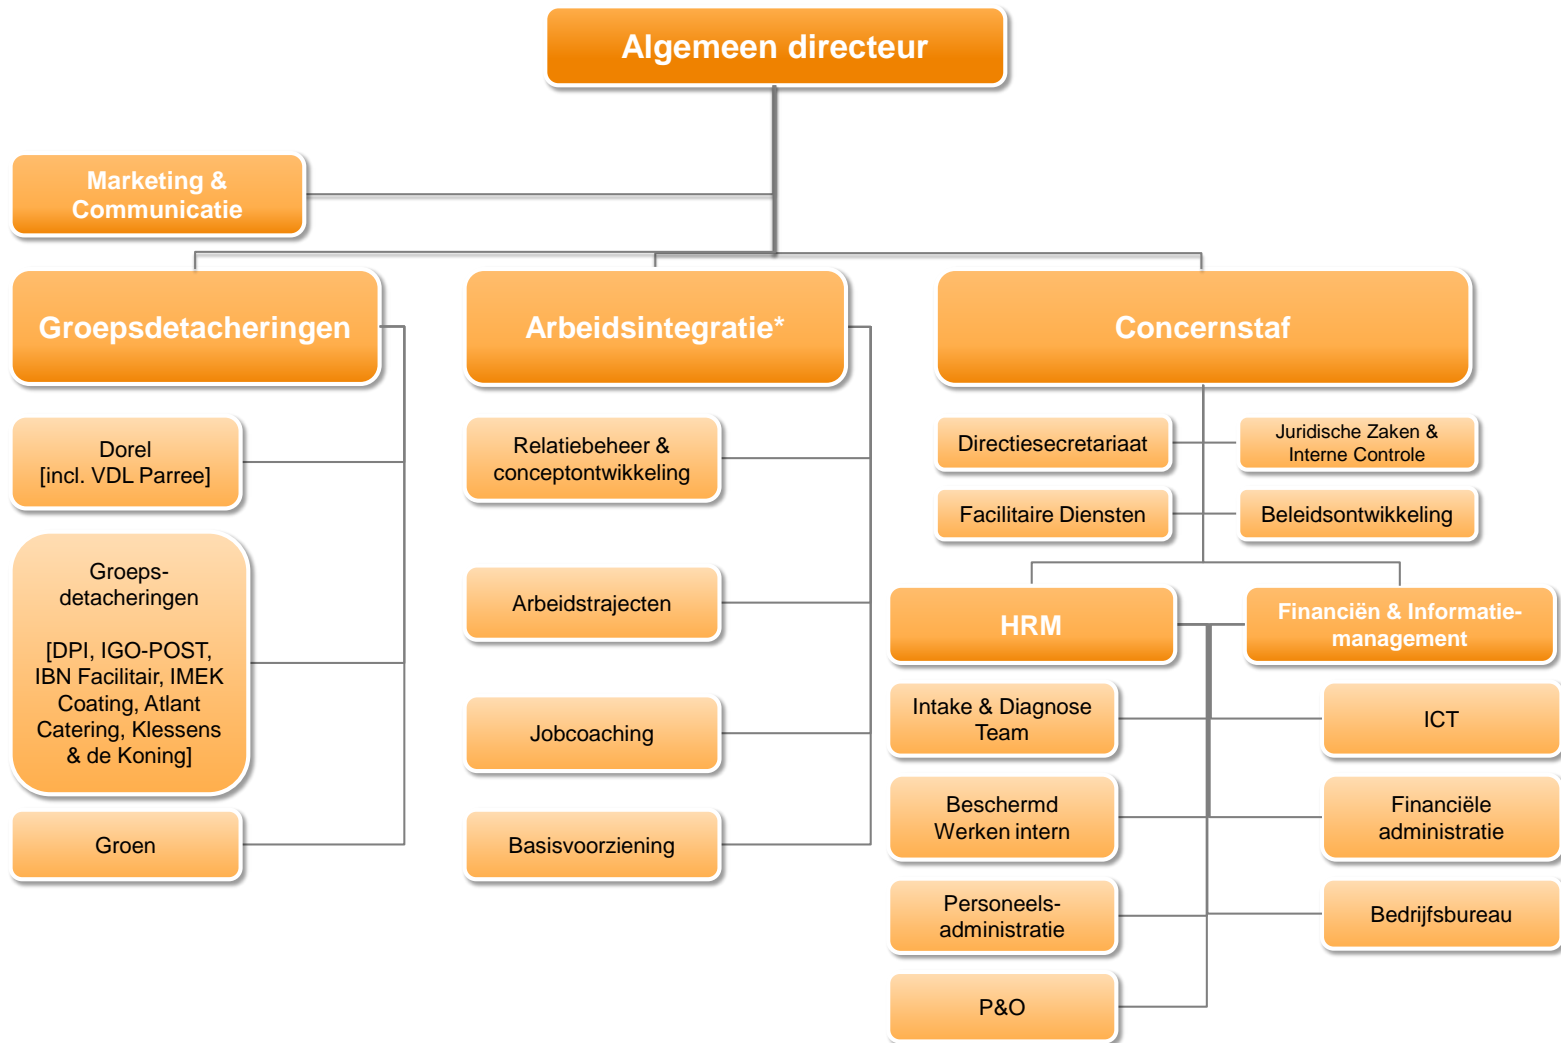 Algemeen directeur
Marketing &
Communicatie
Groepsdetacheringen
Arbeidsintegratie*
Concernstaf
Dorel
[incl. VDL Parree]
Groeps-
detacheringen
[DPI, IGO-POST,
IBN Facilitair, IMEK
Coating, Atlant
Catering, Klessens
& de Koning]
Groen
Relatiebeheer &
conceptontwikkeling
Arbeidstrajecten
Jobcoaching
Basisvoorziening
Directiesecretariaat
Juridische Zaken &
Interne Controle
Facilitaire Diensten
Beleidsontwikkeling
HRM
Financiën & Informatie-
management
Intake & Diagnose
Team
Beschermd
Werken intern
Personeels-
administratie
P&O
ICT
Financiële
administratie
Bedrijfsbureau